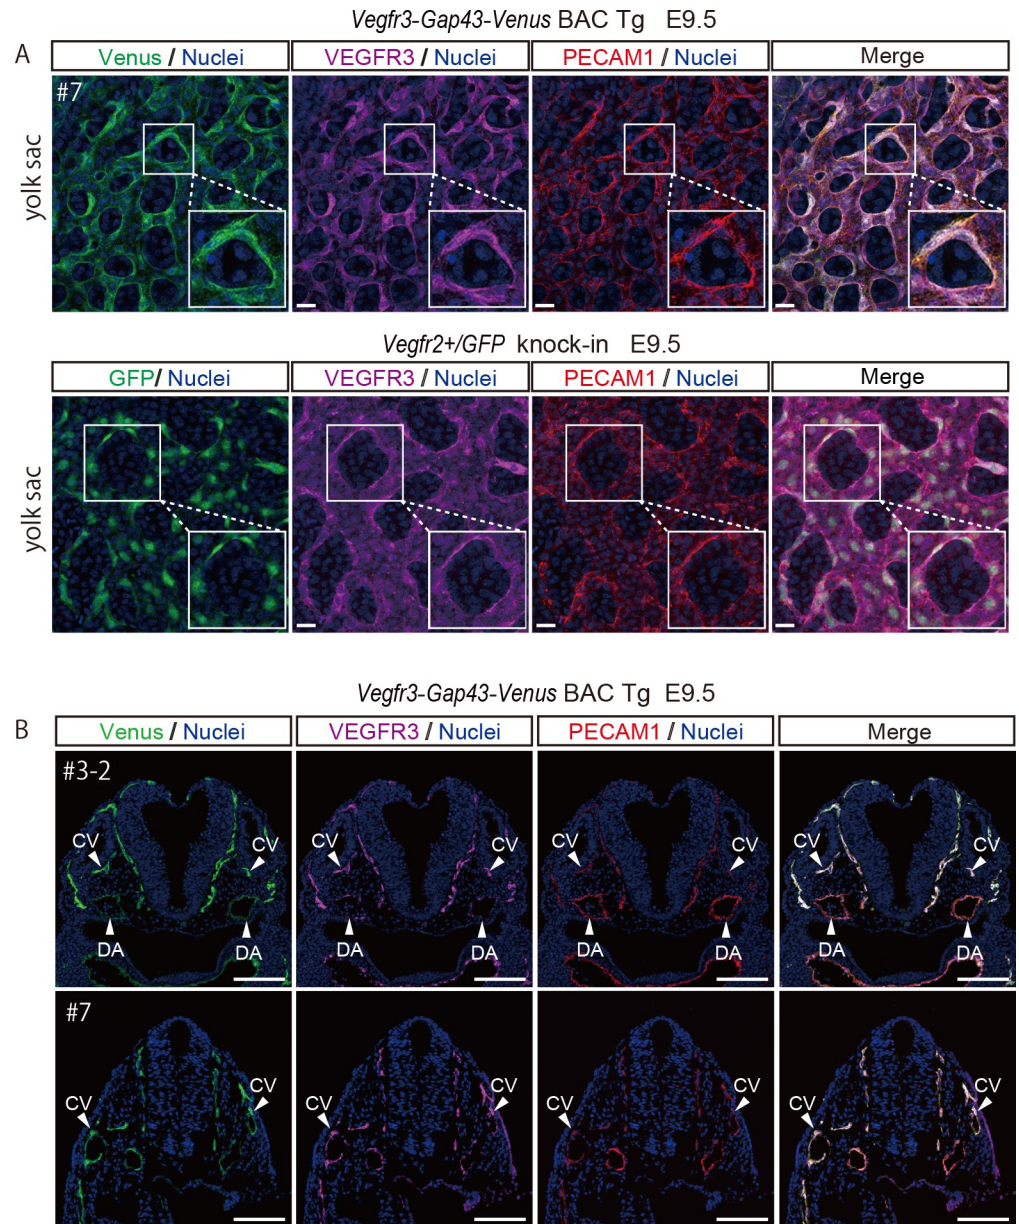 Vegfr3-Gap43-Venus BAC Tg E9.5
A
Venus / Nuclei
VEGFR3 / Nuclei
PECAM1 / Nuclei
Merge
#7
yolk sac
Vegfr2+/GFP knock-in E9.5
GFP/ Nuclei
VEGFR3 / Nuclei
PECAM1 / Nuclei
Merge
yolk sac
Vegfr3-Gap43-Venus BAC Tg E9.5
B
Venus / Nuclei
VEGFR3 / Nuclei
PECAM1 / Nuclei
Merge
#3-2
CV CV CV CV CV CV CV CV
DA DA DA DA DA DA DA DA
#7
CV CV CV CV CV CV CV CV